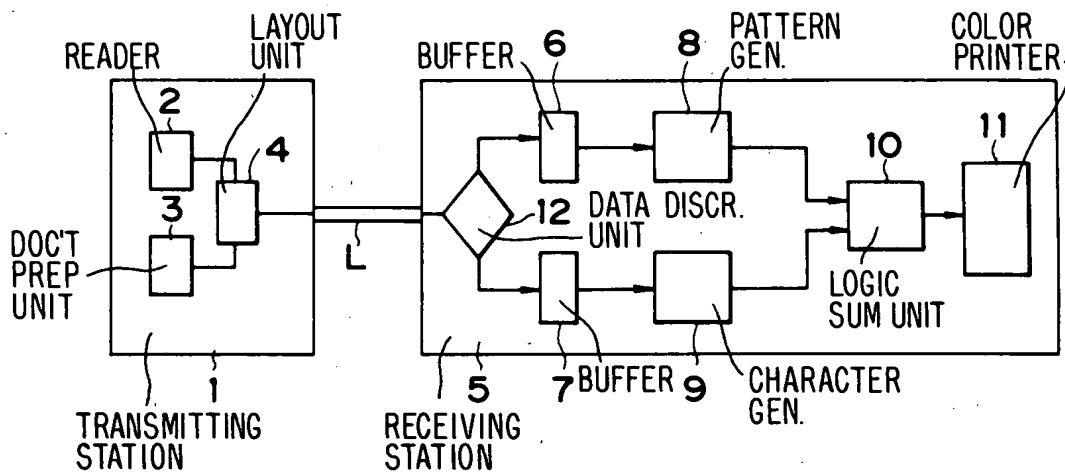 READER
LAYOUT
UNIT
2
4
3
DOC'T
PREP
UNIT
1
TRANSMITTING
STATION
L
BUFFER
6
8
PATTERN
GEN.
COLOR
PRINTER
12
DATA DISCR.
UNIT
10
11
LOGIC
SUM UNIT
7
BUFFER
9
CHARACTER
GEN.
5
RECEIVING
STATION